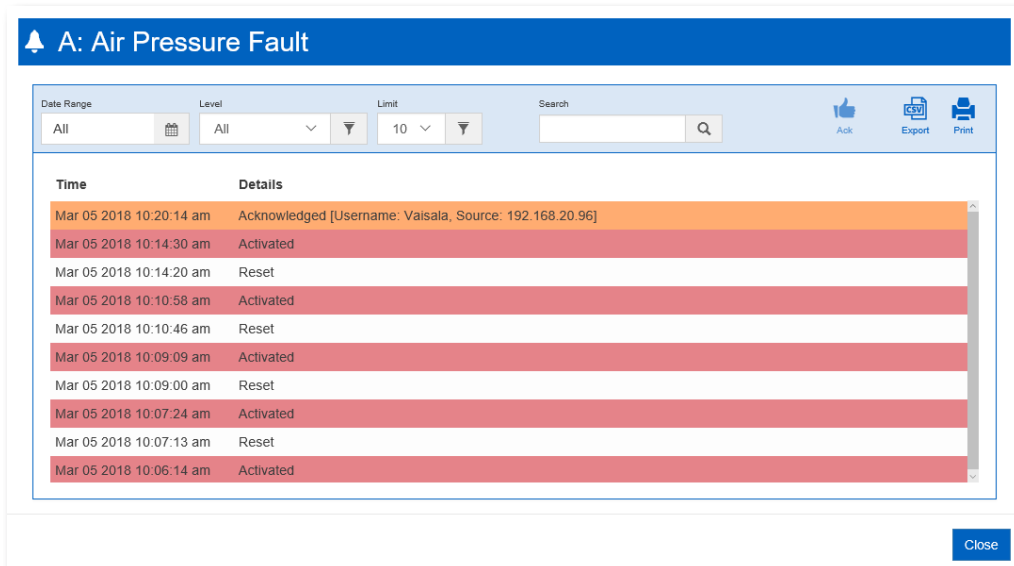 A: Air Pressure Fault
Date Range Level Limit Search
All All 10
Ack CSV Export Print
Time Details
Mar 05 2018 10:20:14 am Acknowledged [Username: Vaisala, Source: 192.168.20.96]
Mar 05 2018 10:14:30 am Activated
Mar 05 2018 10:14:20 am Reset
Mar 05 2018 10:10:58 am Activated
Mar 05 2018 10:10:46 am Reset
Mar 05 2018 10:09:09 am Activated
Mar 05 2018 10:09:00 am Reset
Mar 05 2018 10:07:24 am Activated
Mar 05 2018 10:07:13 am Reset
Mar 05 2018 10:06:14 am Activated
Close